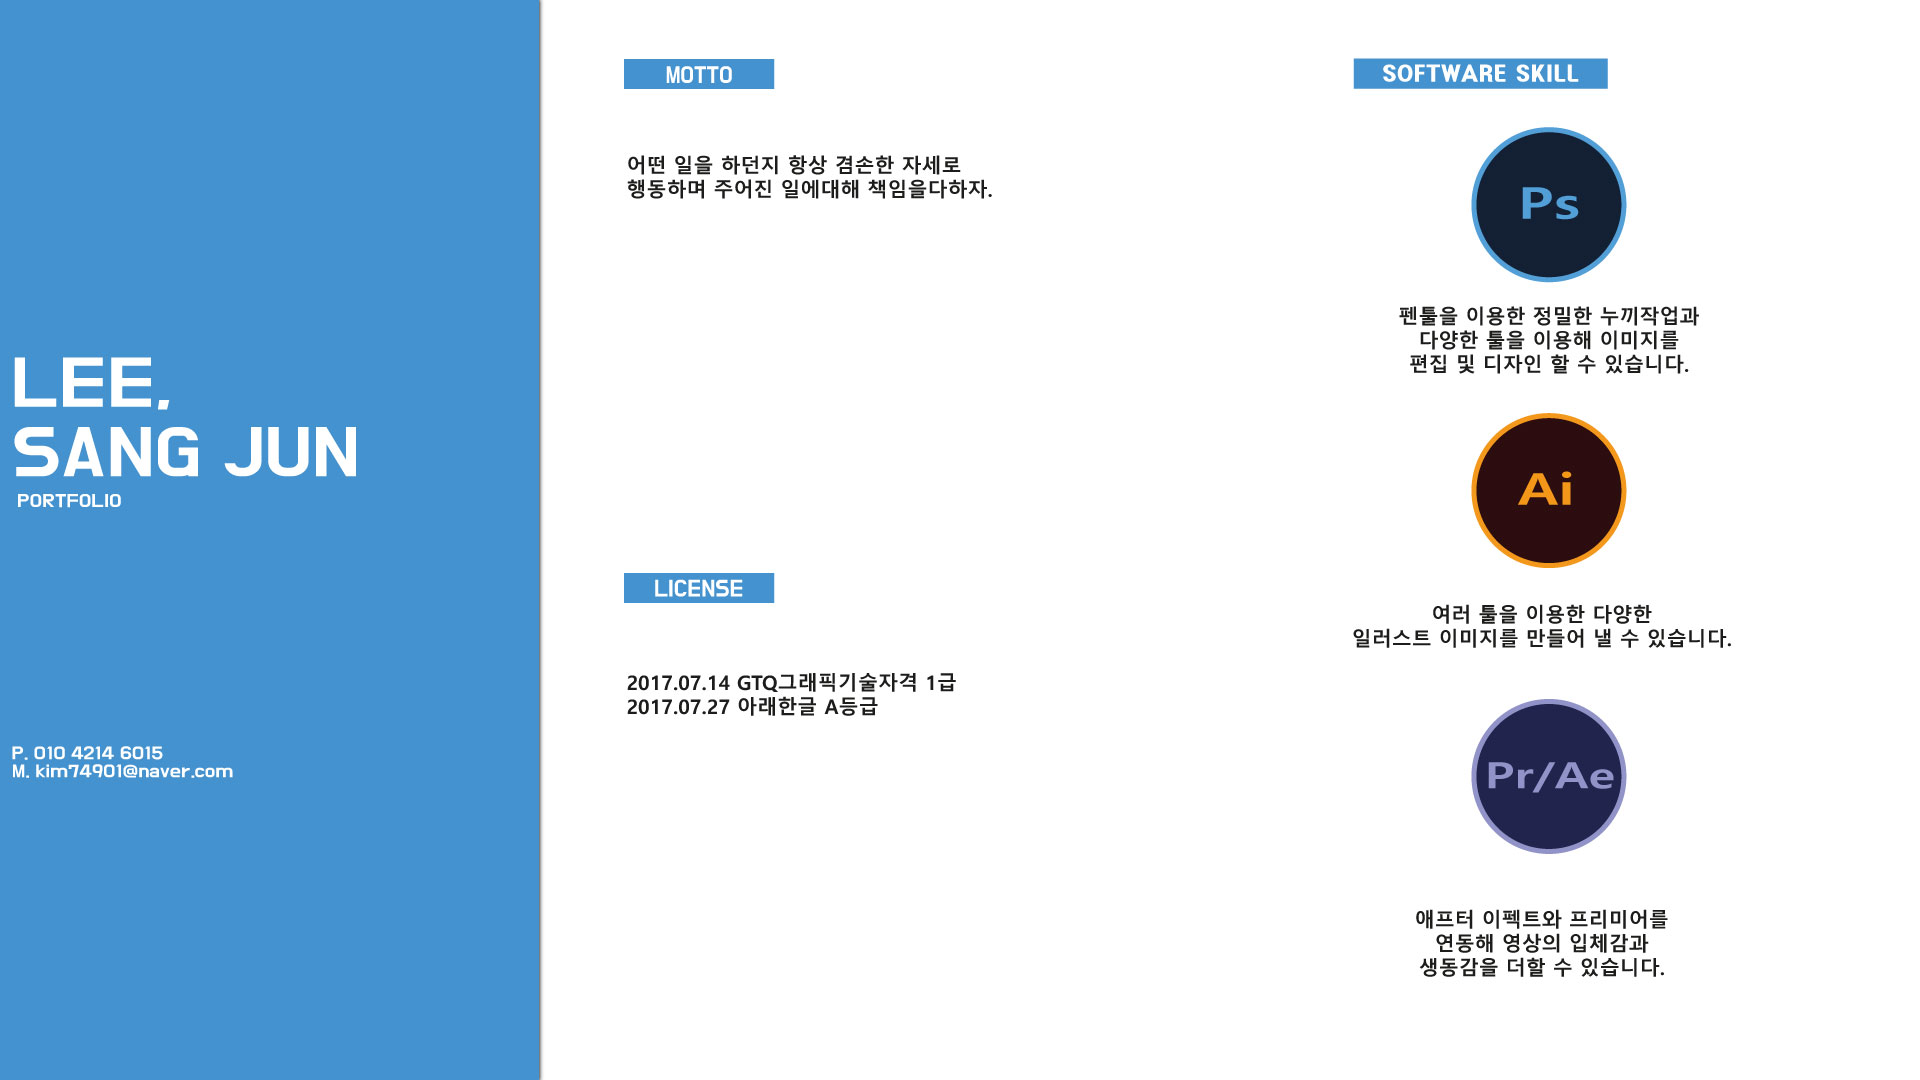 LEE,
SANG JUN
PORTFOLIO
P. 010 4214 6015
M. kim74901@naver.com
MOTTO
어떤 일을 하던지 항상 겸손한 자세로
행동하며 주어진 일에대해 책임을다하자.
LICENSE
2017.07.14 GTQ그래픽기술자격 1급
2017.07.27 아래한글 A등급
SOFTWARE SKILL
Ps
펜툴을 이용한 정밀한 누끼작업과
다양한 툴을 이용해 이미지를
편집 및 디자인 할 수 있습니다.
Ai
여러 툴을 이용한 다양한
일러스트 이미지를 만들어 낼 수 있습니다.
Pr/Ae
애프터 이펙트와 프리미어를
연동해 영상의 입체감과
생동감을 더할 수 있습니다.